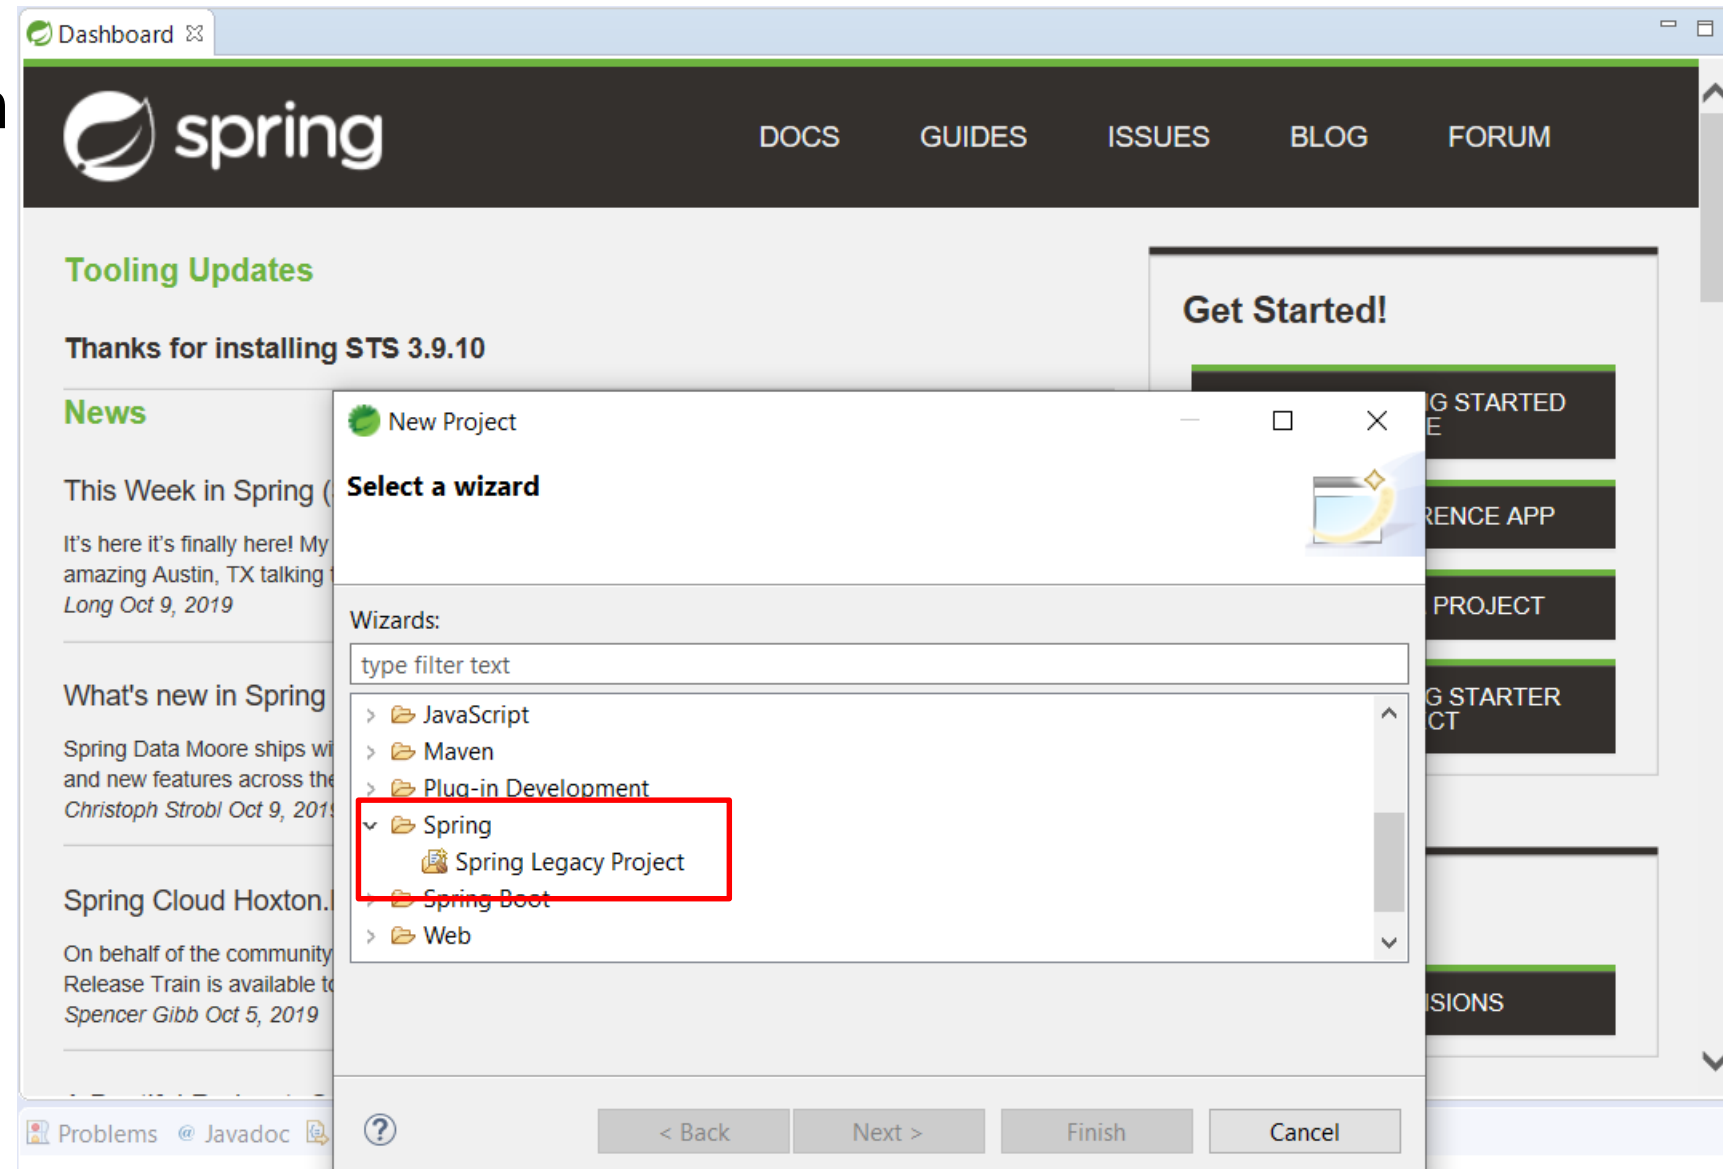 Dashboard
spring
DOCS GUIDES ISSUES BLOG FORUM
Tooling Updates
Thanks for installing STS 3.9.10
News
This Week in Spring (
It's here it's finally here! My
amazing Austin, TX talking
Long Oct 9, 2019
What's new in Spring
Spring Data Moore ships
and new features across the
Christoph Strobl Oct 9, 201
Spring Cloud Hoxton.
On behalf of the community
Release Train is available
Spencer Gibb Oct 5, 2019
Get Started!
STARTED
APP
PROJECT
STARTER
New Project
Select a wizard
Wizards:
type filter text
JavaScript
Maven
Plug-in Development
Spring
Spring Legacy Project
Spring Boot
Web
< Back Next > Finish Cancel
Problems @ Javadoc